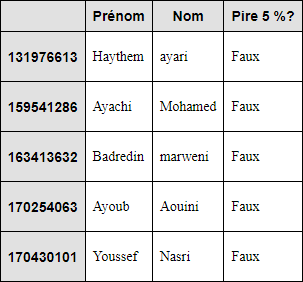 Prénom Nom Pire 5 %?
131976613 Haythem ayari Faux
159541286 Ayachi Mohamed Faux
163413632 Badredin marweni Faux
170254063 Ayoub Aouini Faux
170430101 Youssef Nasri Faux